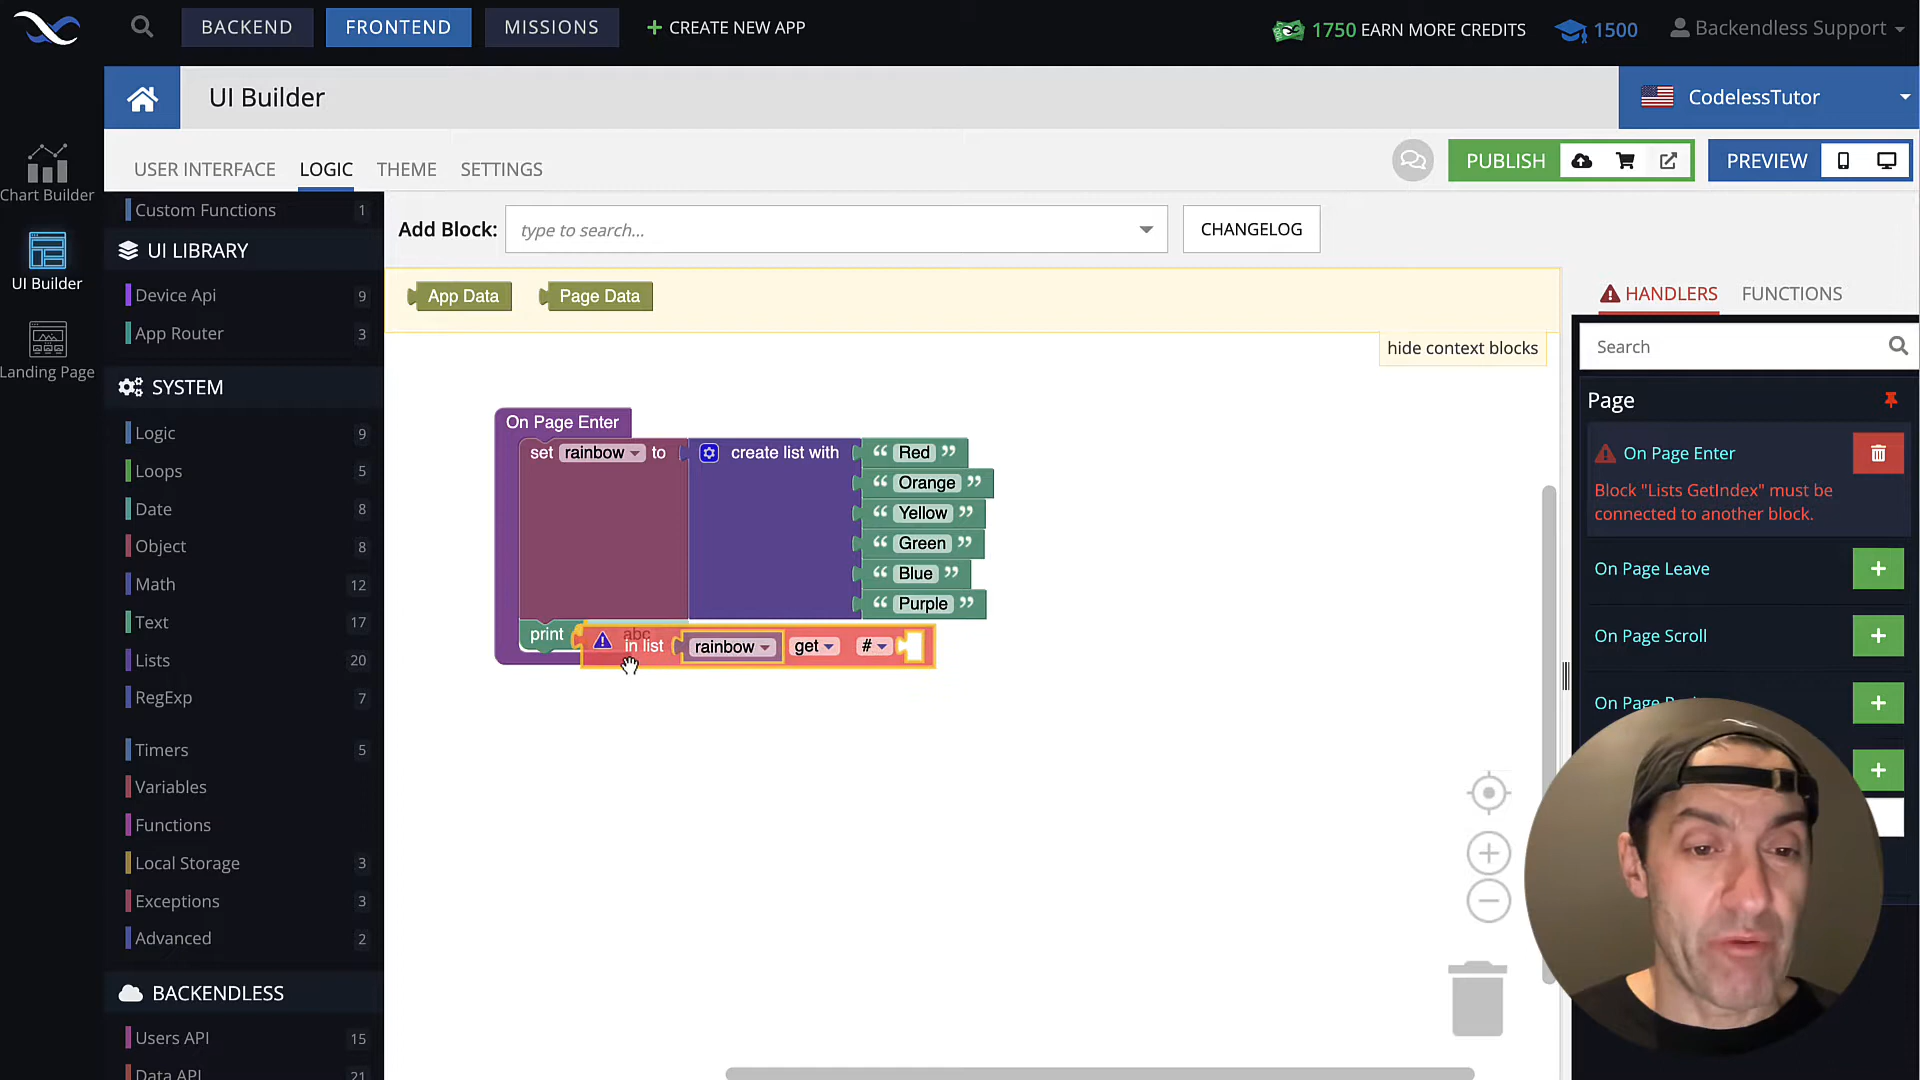 BACKEND
FRONTEND
MISSIONS
+ CREATE NEW APP
1750 EARN MORE CREDITS
1500
Backendless Support
UI Builder
CodelessTutor
USER INTERFACE
LOGIC
THEME
SETTINGS
PUBLISH
PREVIEW
Chart Builder
UI Builder
Landing Page
Custom Functions 1
UI LIBRARY
Device Api 9
App Router 3
SYSTEM
Logic 9
Loops 5
Date 8
Object 8
Math 12
Text 17
Lists 20
RegExp 7
Timers 5
Variables
Functions
Local Storage 3
Exceptions 3
Advanced 2
BACKENDLESS
Users API 15
Data API 21
Add Block:
type to search...
CHANGELOG
App Data
Page Data
hide context blocks
On Page Enter
set rainbow to
create list with
“ Red ”
“ Orange ”
“ Yellow ”
“ Green ”
“ Blue ”
“ Purple ”
print
abc
in list rainbow get #
HANDLERS
FUNCTIONS
Search
Page
On Page Enter
Block "Lists GetIndex" must be
connected to another block.
On Page Leave
On Page Scroll
On Page